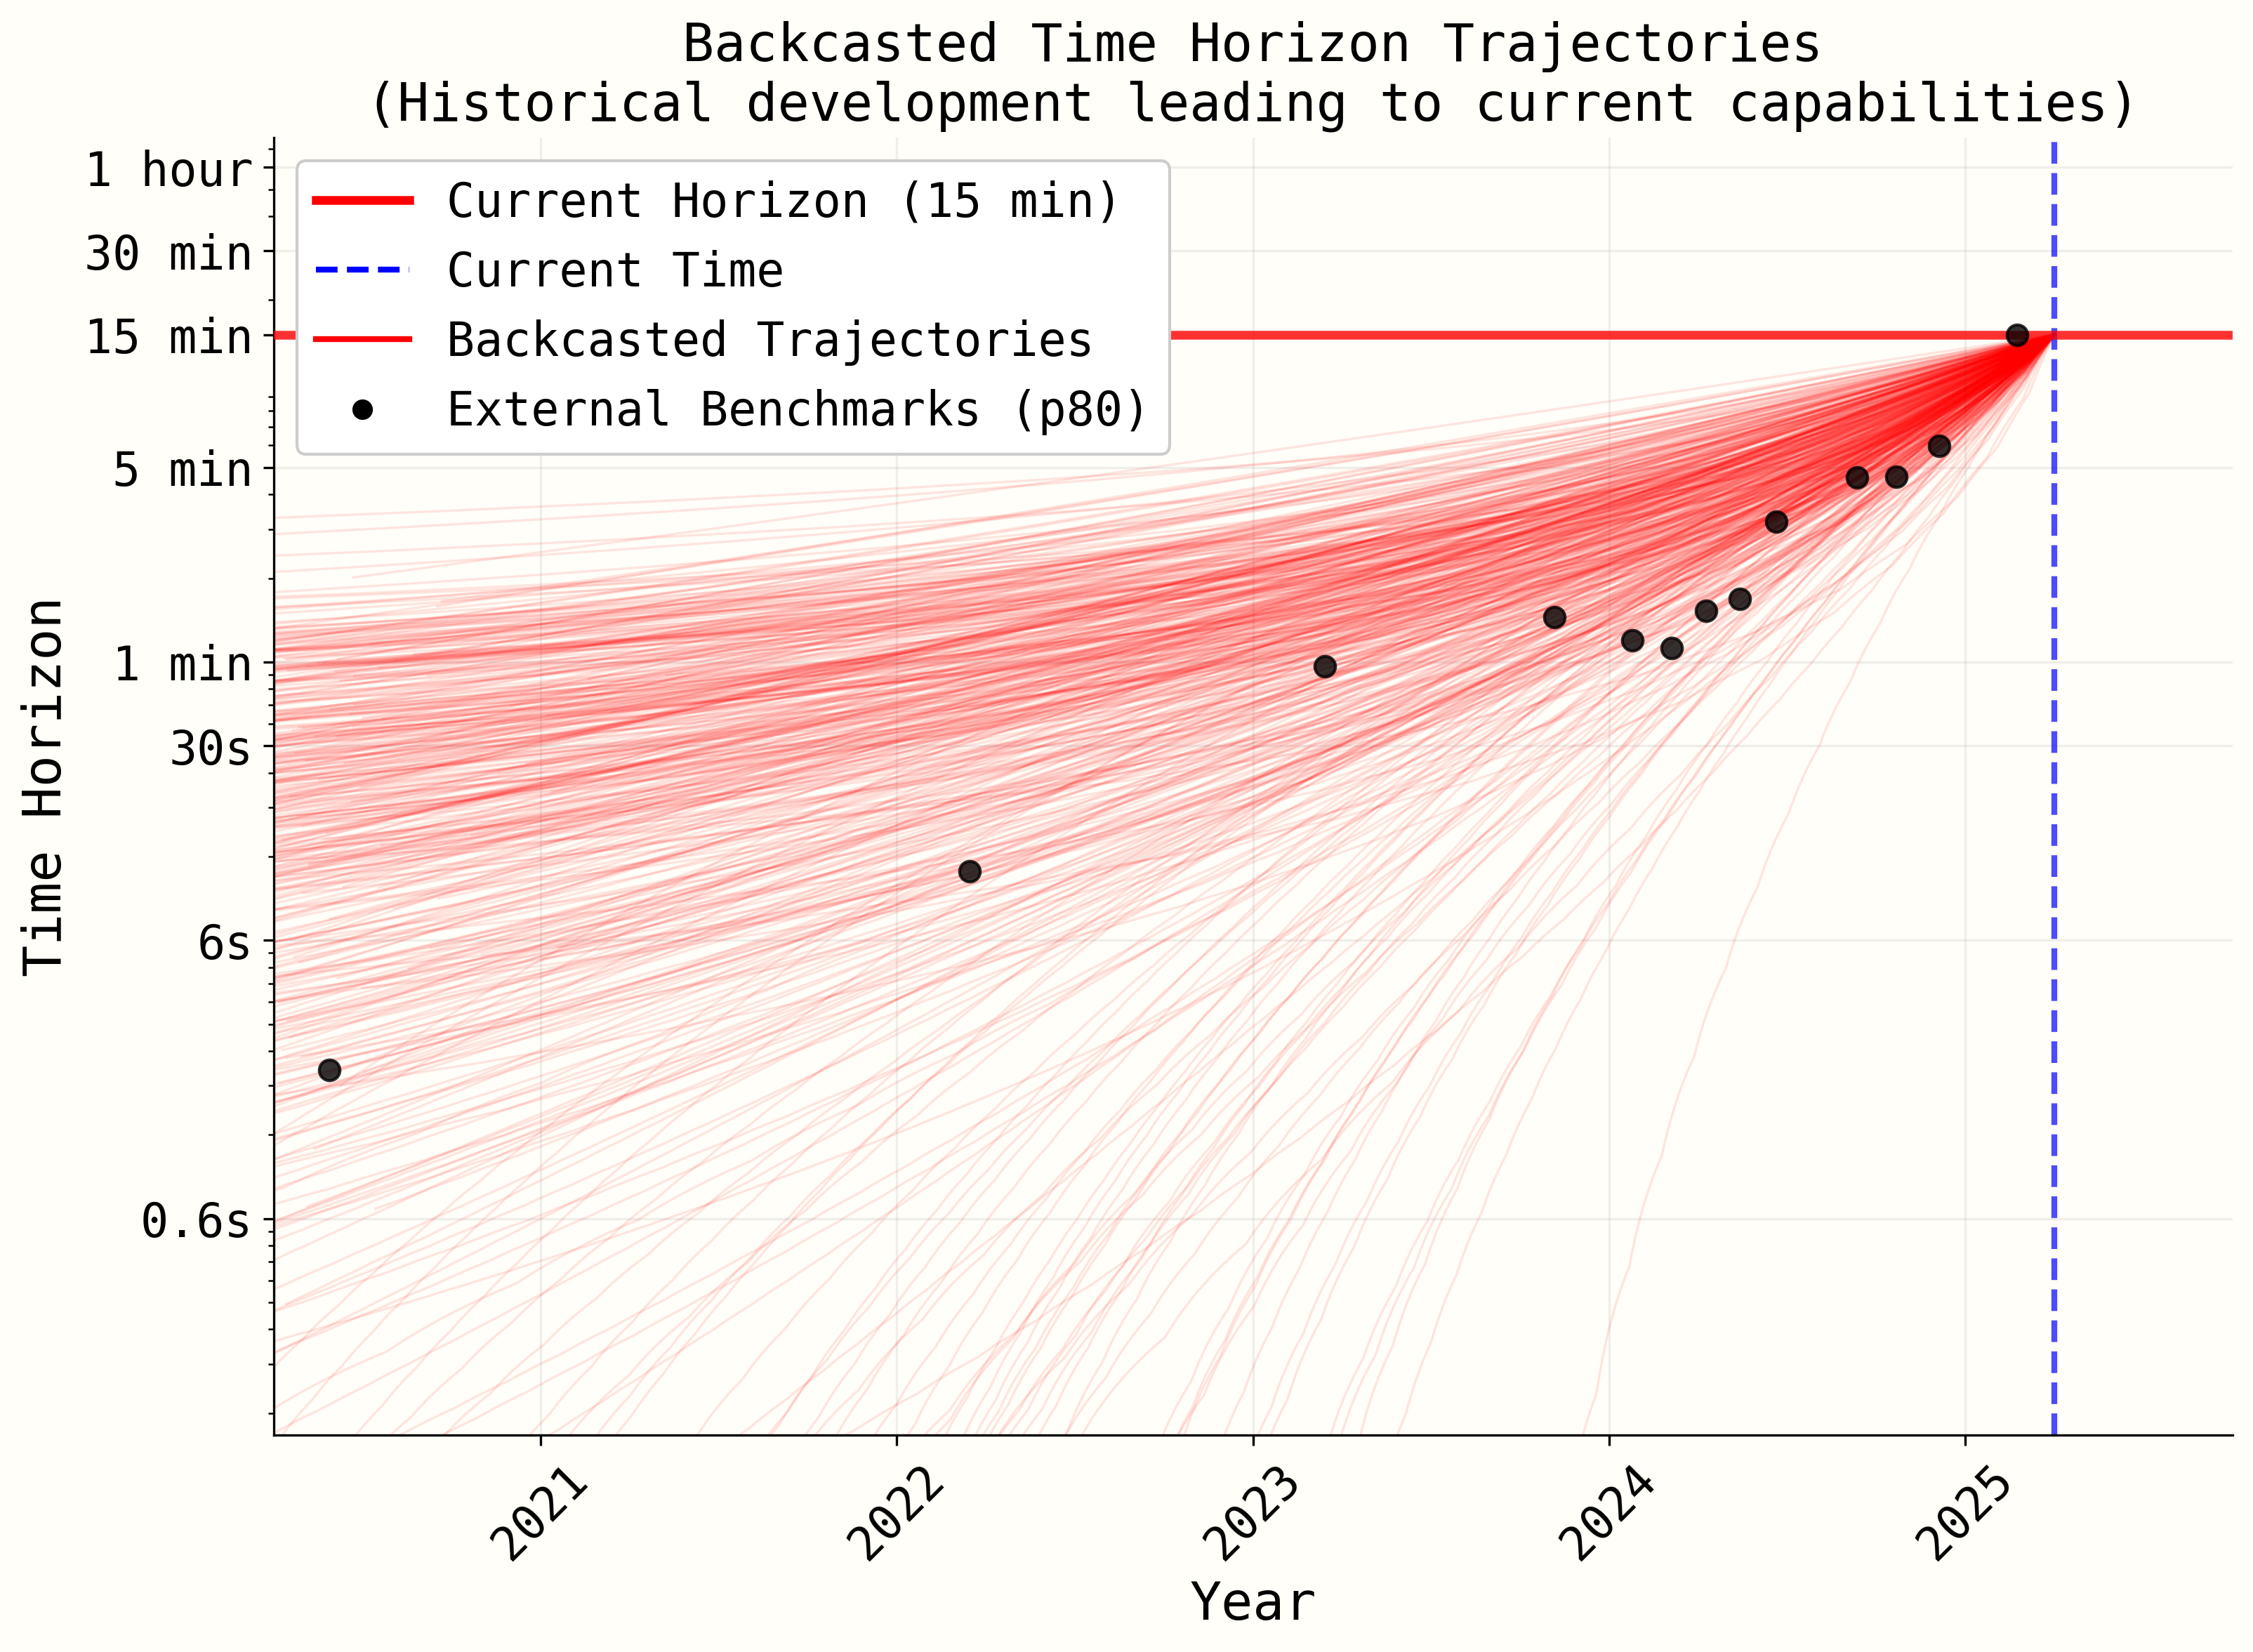 Backcasted Time Horizon Trajectories
(Historical development leading to current capabilities)
1 hour
30 min
15 min
5 min
1 min
30s
6s
0.6s
Time Horizon
Current Horizon (15 min)
Current Time
Backcasted Trajectories
External Benchmarks (p80)
2021
2022
2023
2024
2025
Year